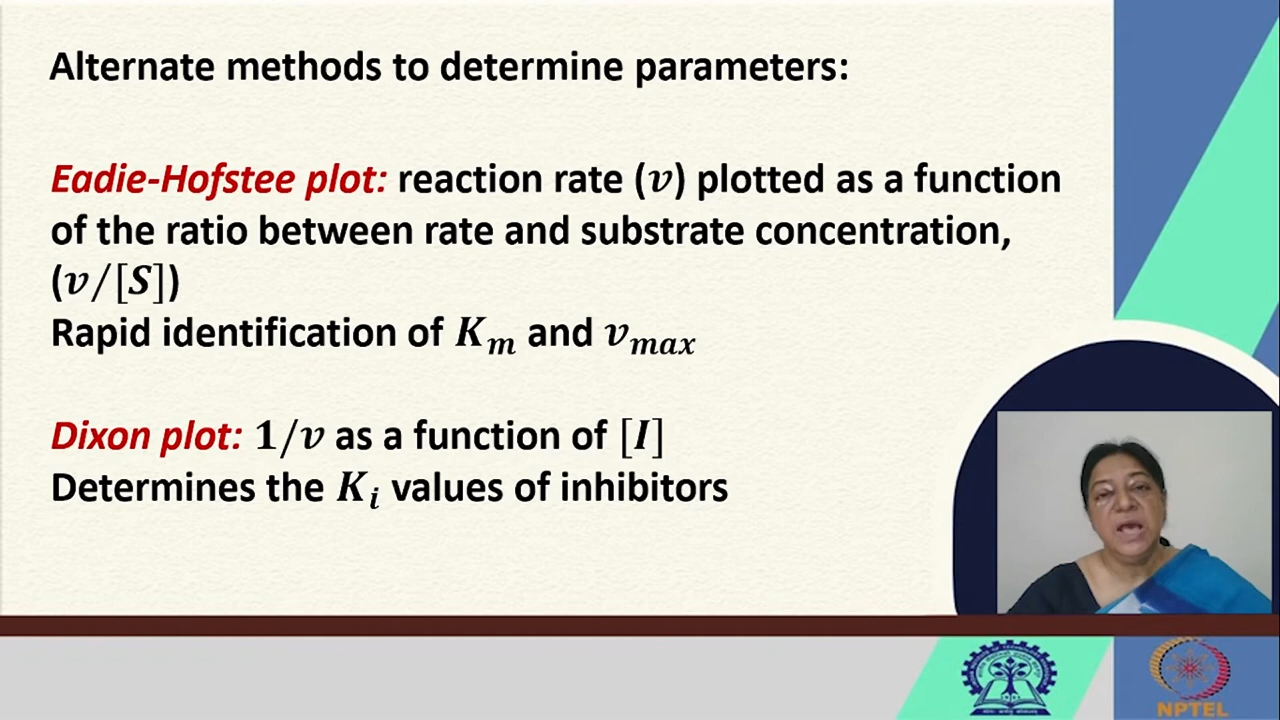 Alternate methods to determine parameters:
Eadie-Hofstee plot: reaction rate (v) plotted as a function
of the ratio between rate and substrate concentration,
(v/[S])
Rapid identification of Kₘ and vₘₐₓ
Dixon plot: 1/v as a function of [I]
Determines the Kᵢ values of inhibitors
NPTEL